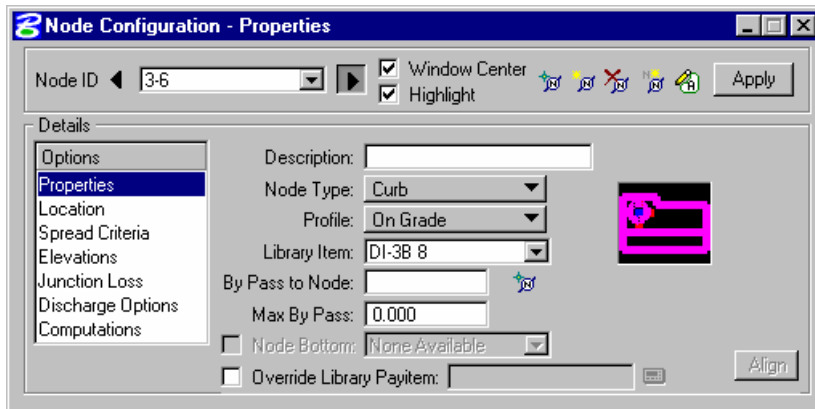 Node Configuration - Properties
Node ID 3-6 Window Center Apply
Highlight
Details
Options
Properties
Location
Spread Criteria
Elevations
Junction Loss
Discharge Options
Computations
Description:
Node Type: Curb
Profile: On Grade
Library Item: DI-3B 8
By Pass to Node:
Max By Pass: 0.000
Node Bottom: None Available
Override Library Payitem:
Align